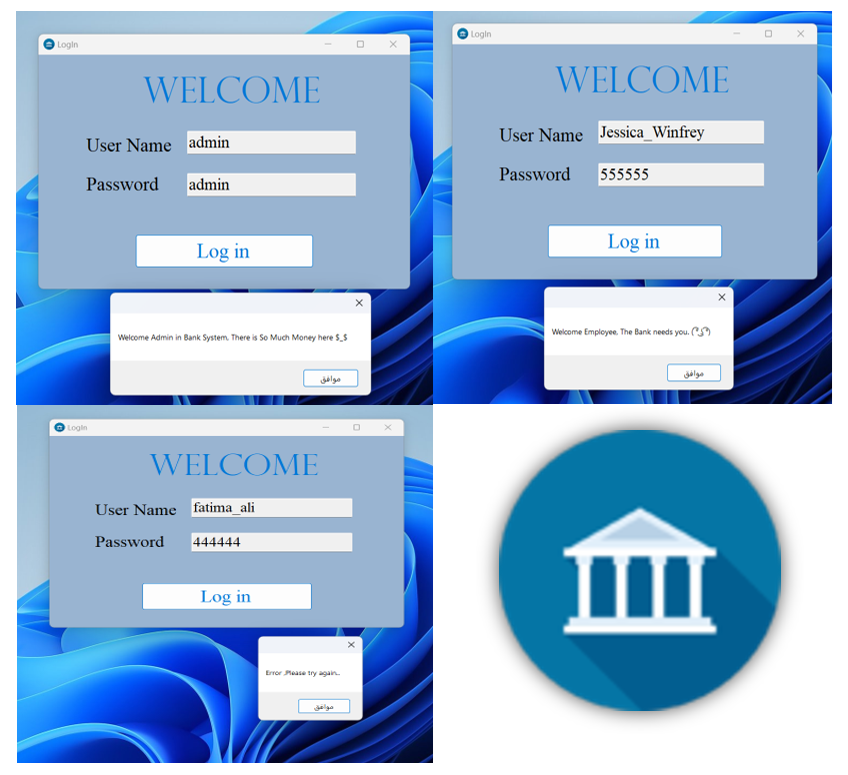 LogIn
WELCOME
User Name admin
Password admin
Log in
Welcome Admin in Bank System, There is So Much Money here $_$
موافق
LogIn
WELCOME
User Name Jessica_Winfrey
Password 555555
Log in
Welcome Employee, The Bank needs you. ( ͡° ͜ʖ ͡°)
موافق
LogIn
WELCOME
User Name fatima_ali
Password 444444
Log in
Error ,Please try again..
موافق